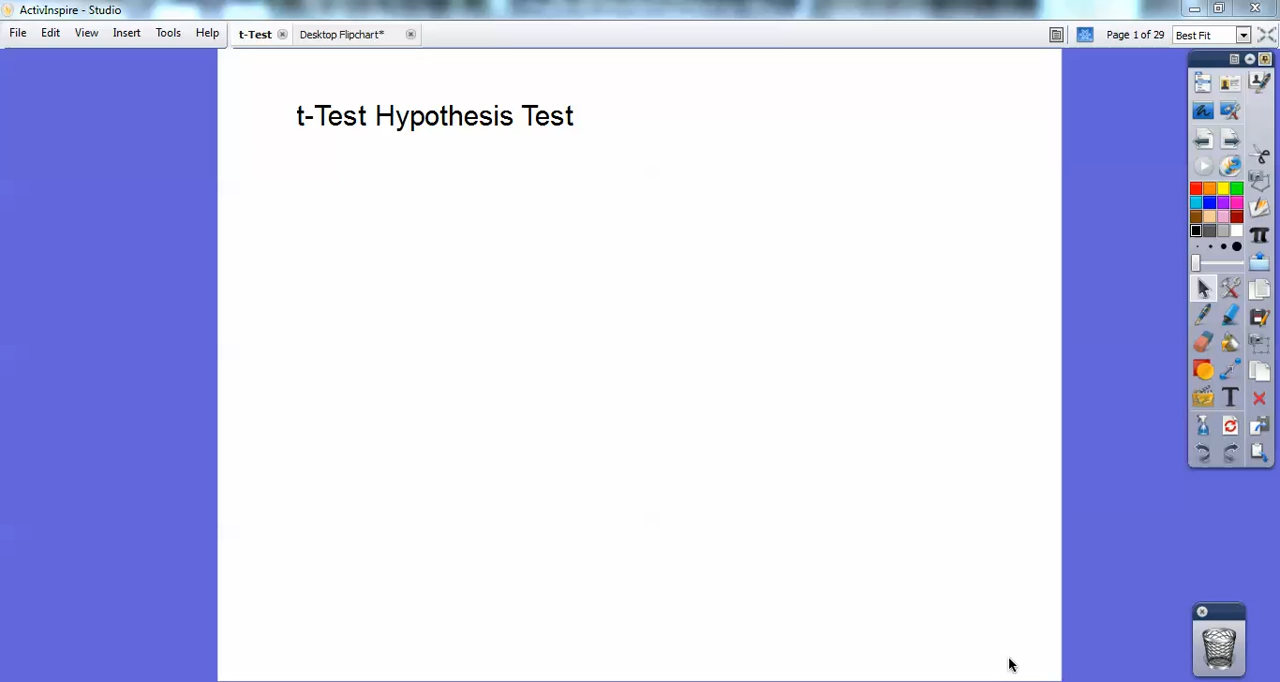 ActivInspire - Studio
File Edit View Insert Tools Help t-Test Desktop Flipchart* Page 1 of 29 Best Fit
t-Test Hypothesis Test